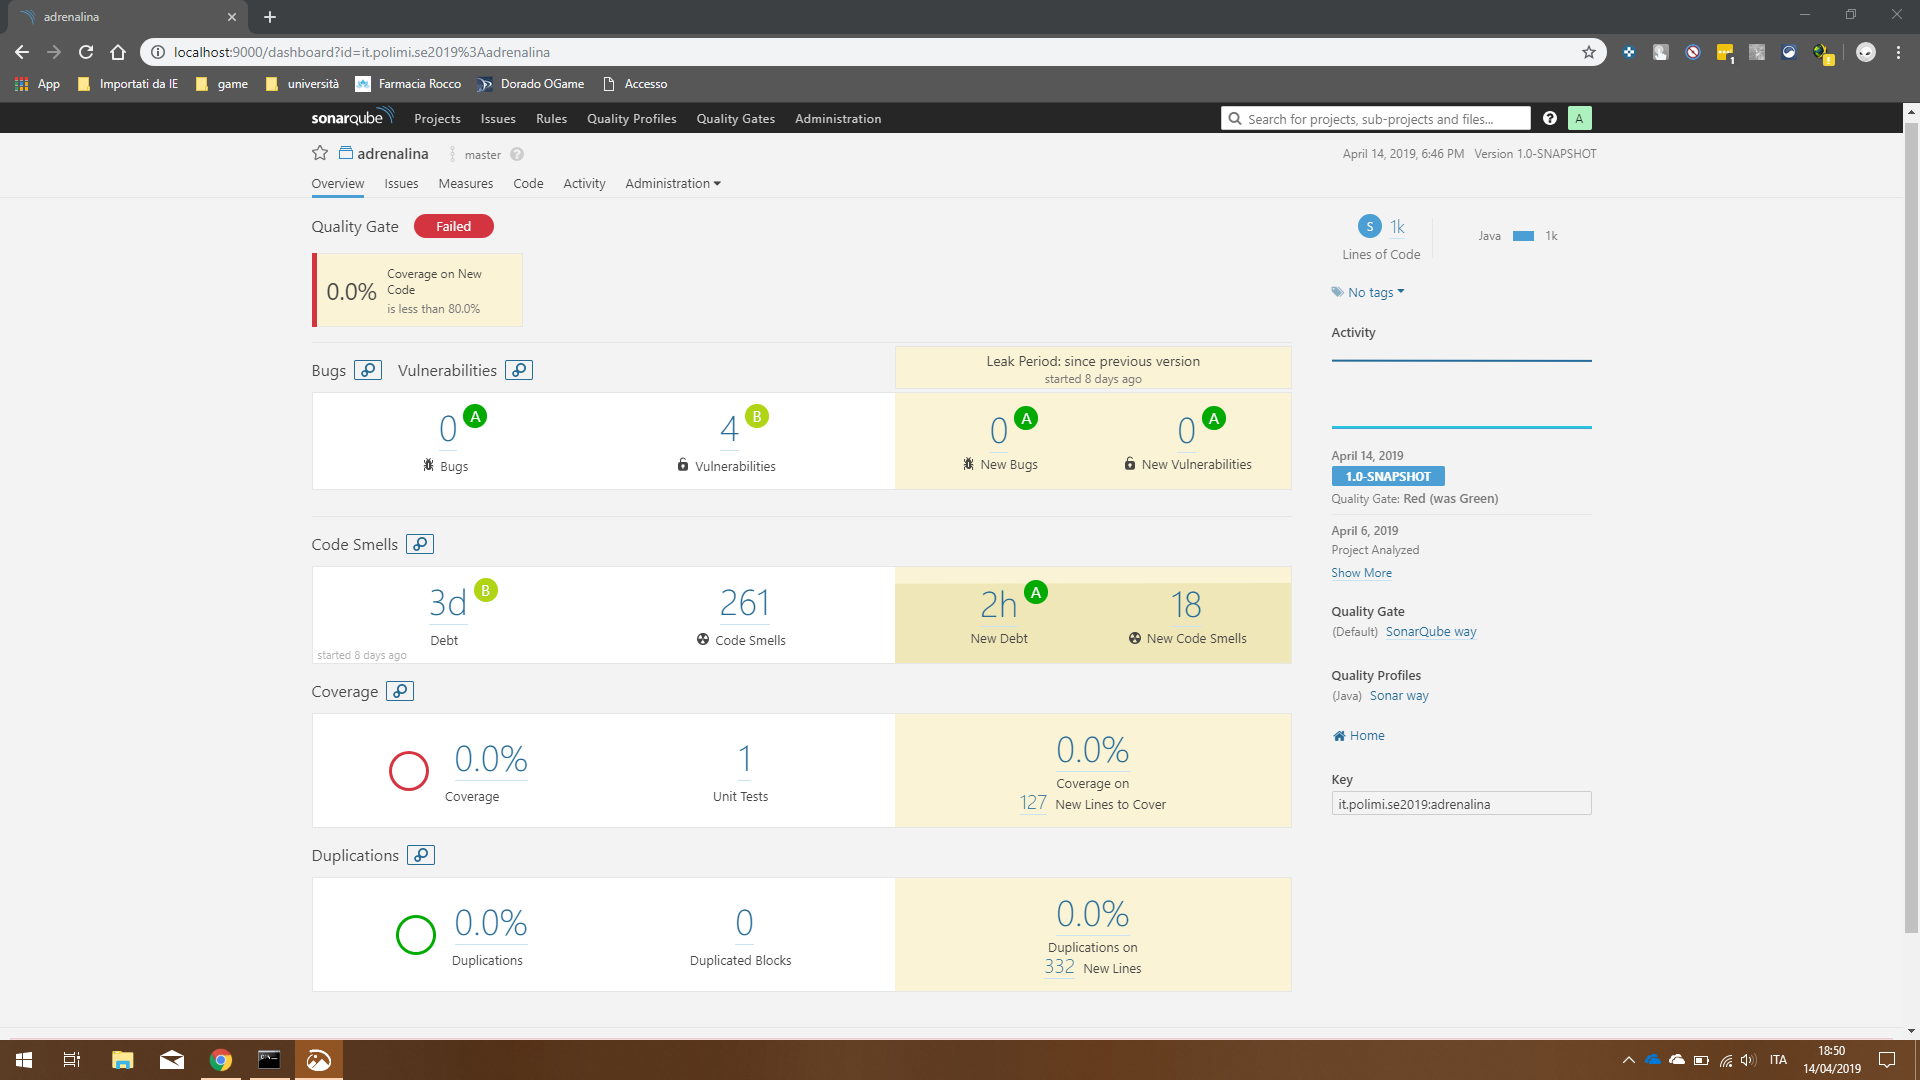 adrenalina
localhost:9000/dashboard?id=it.polimi.se2019%3Aadrenalina
1
App
Importati da IE
game
università
Farmacia Rocco
Dorado OGame
Accesso
sonarqube
Projects
Issues
Rules
Quality Profiles
Quality Gates
Administration
Search for projects, sub-projects and files...
A
adrenalina
master
April 14, 2019, 6:46 PM Version 1.0-SNAPSHOT
Overview
Issues
Measures
Code
Activity
Administration
Quality Gate
Failed
0.0%
Coverage on New
Code
is less than 80.0%
S 1k
Lines of Code
Java 1k
No tags
Bugs
Vulnerabilities
Leak Period: since previous version
started 8 days ago
0 A
Bugs
4 B
Vulnerabilities
0 A
New Bugs
0 A
New Vulnerabilities
Code Smells
3d B
Debt
started 8 days ago
261
Code Smells
2h A
New Debt
18
New Code Smells
Coverage
0.0%
Coverage
1
Unit Tests
0.0%
Coverage on
127 New Lines to Cover
Duplications
0.0%
Duplications
0
Duplicated Blocks
0.0%
Duplications on
332 New Lines
Activity
April 14, 2019
1.0-SNAPSHOT
Quality Gate: Red (was Green)
April 6, 2019
Project Analyzed
Show More
Quality Gate
(Default) SonarQube way
Quality Profiles
(Java) Sonar way
Home
Key
it.polimi.se2019:adrenalina
ITA
18:50
14/04/2019